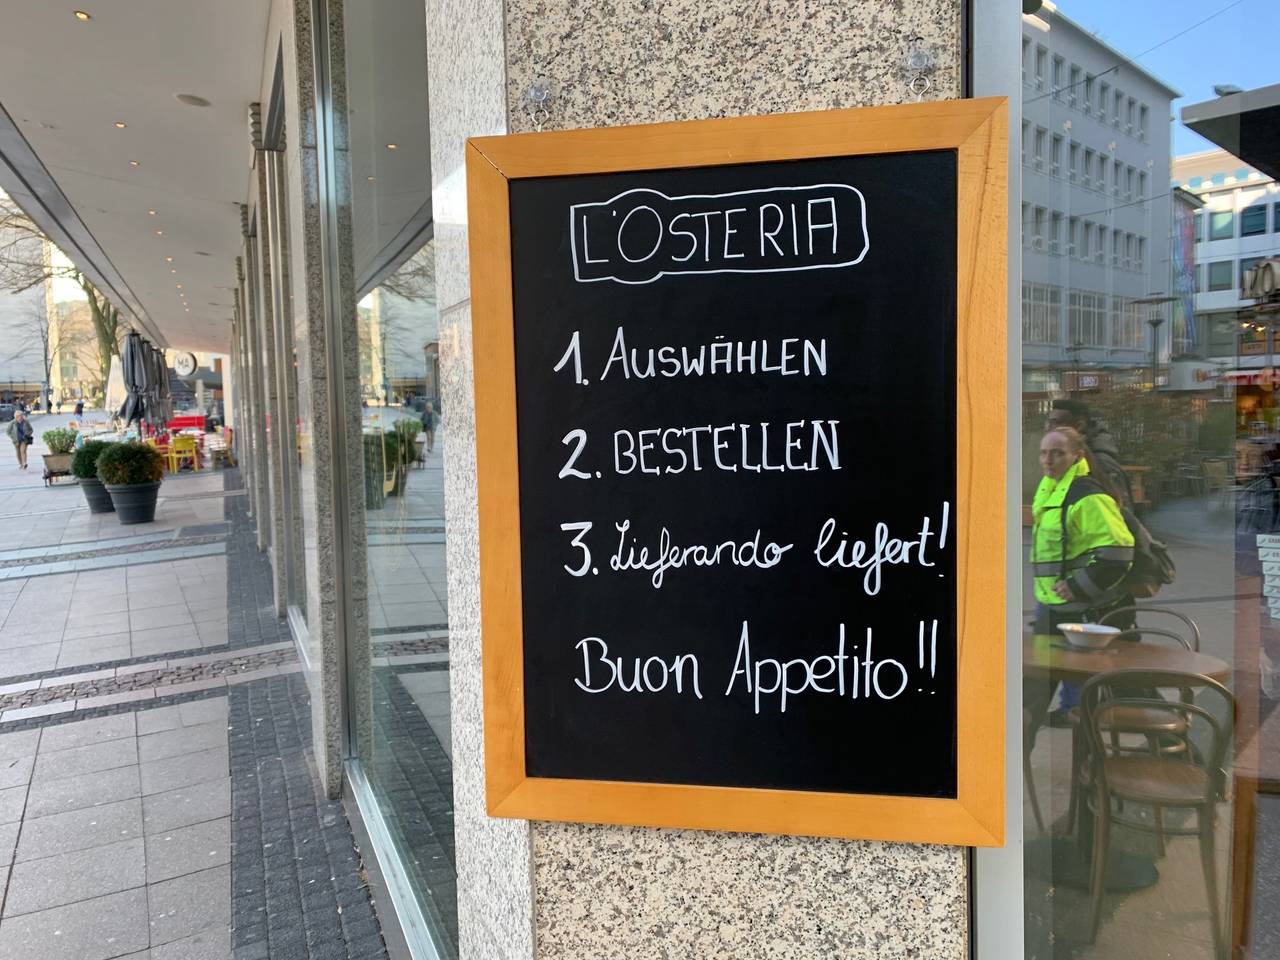 L'OSTERIA
1. AUSWÄHLEN
2. BESTELLEN
3. Lieferando liefert!
Buon Appetito!!